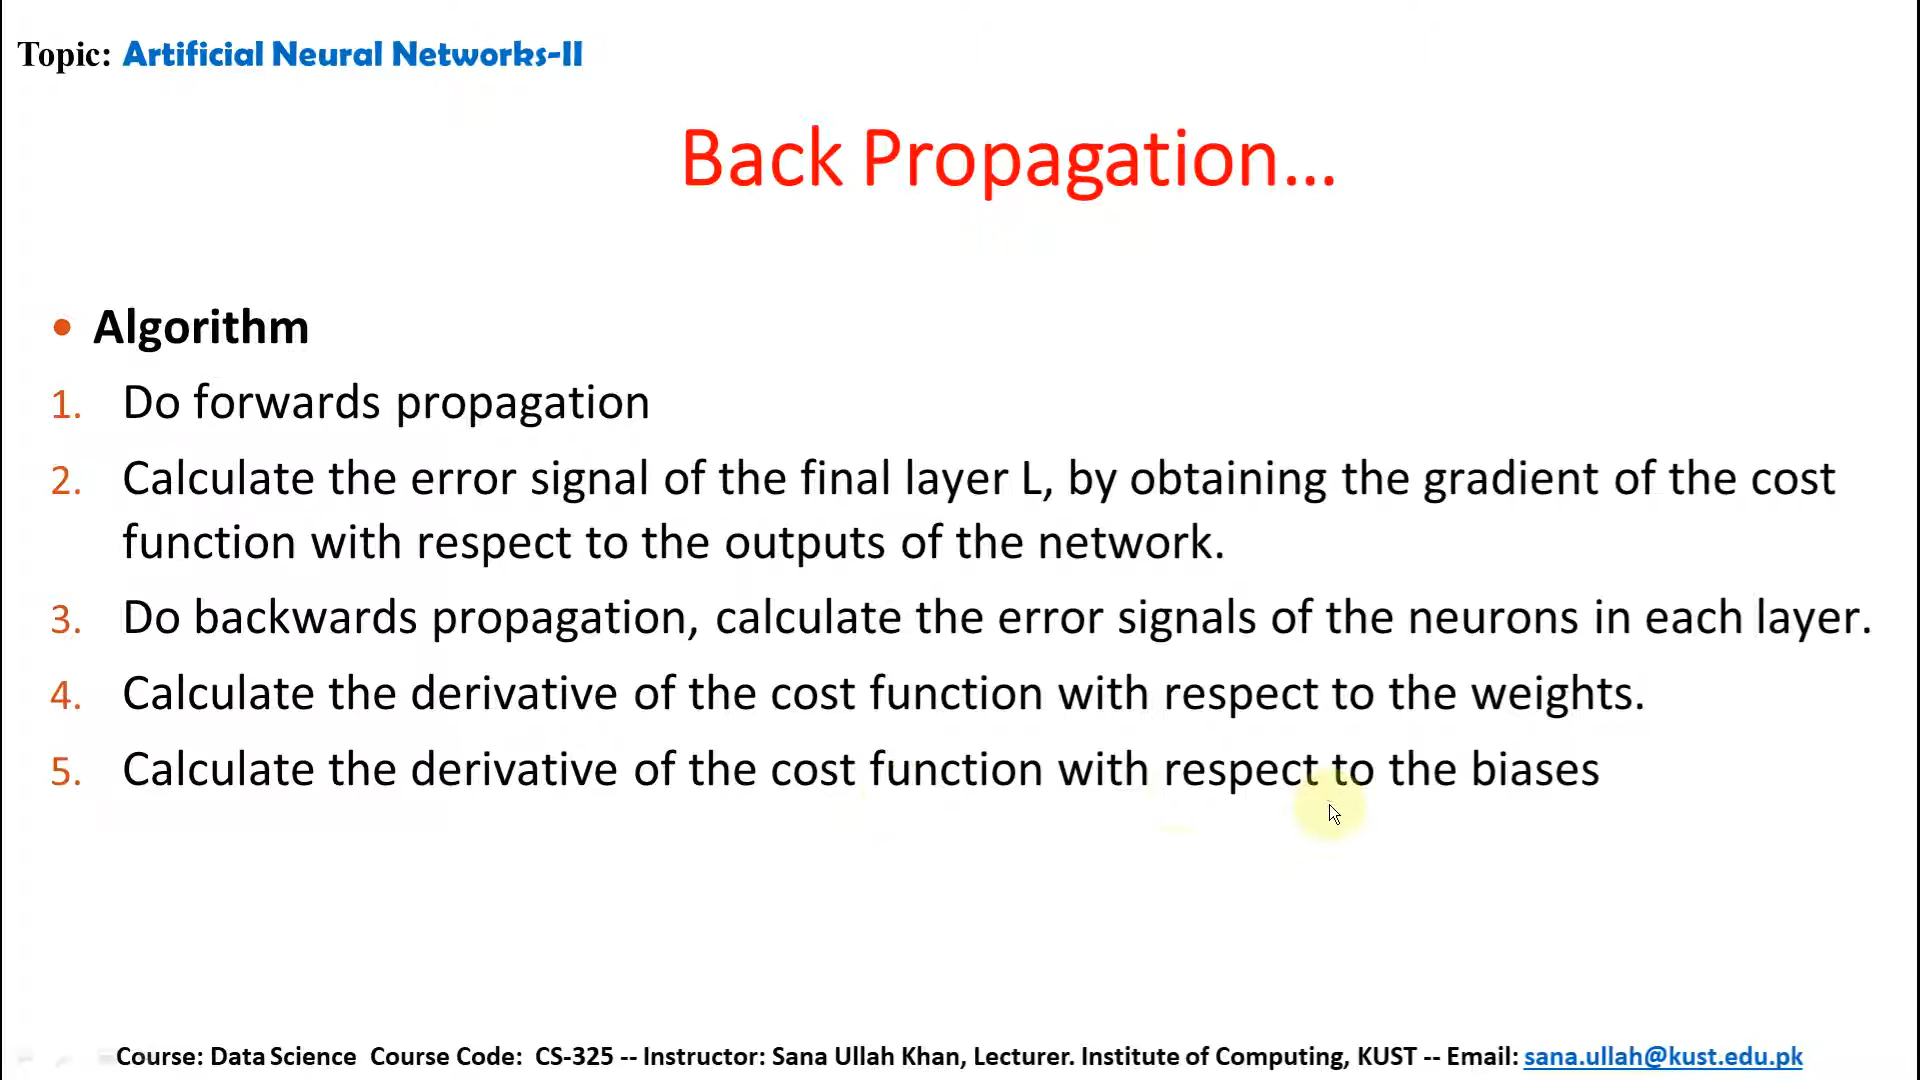 Topic: Artificial Neural Networks-II
Back Propagation...
• Algorithm
1. Do forwards propagation
2. Calculate the error signal of the final layer L, by obtaining the gradient of the cost
function with respect to the outputs of the network.
3. Do backwards propagation, calculate the error signals of the neurons in each layer.
4. Calculate the derivative of the cost function with respect to the weights.
5. Calculate the derivative of the cost function with respect to the biases
Course: Data Science Course Code: CS-325 -- Instructor: Sana Ullah Khan, Lecturer. Institute of Computing, KUST -- Email: sana.ullah@kust.edu.pk